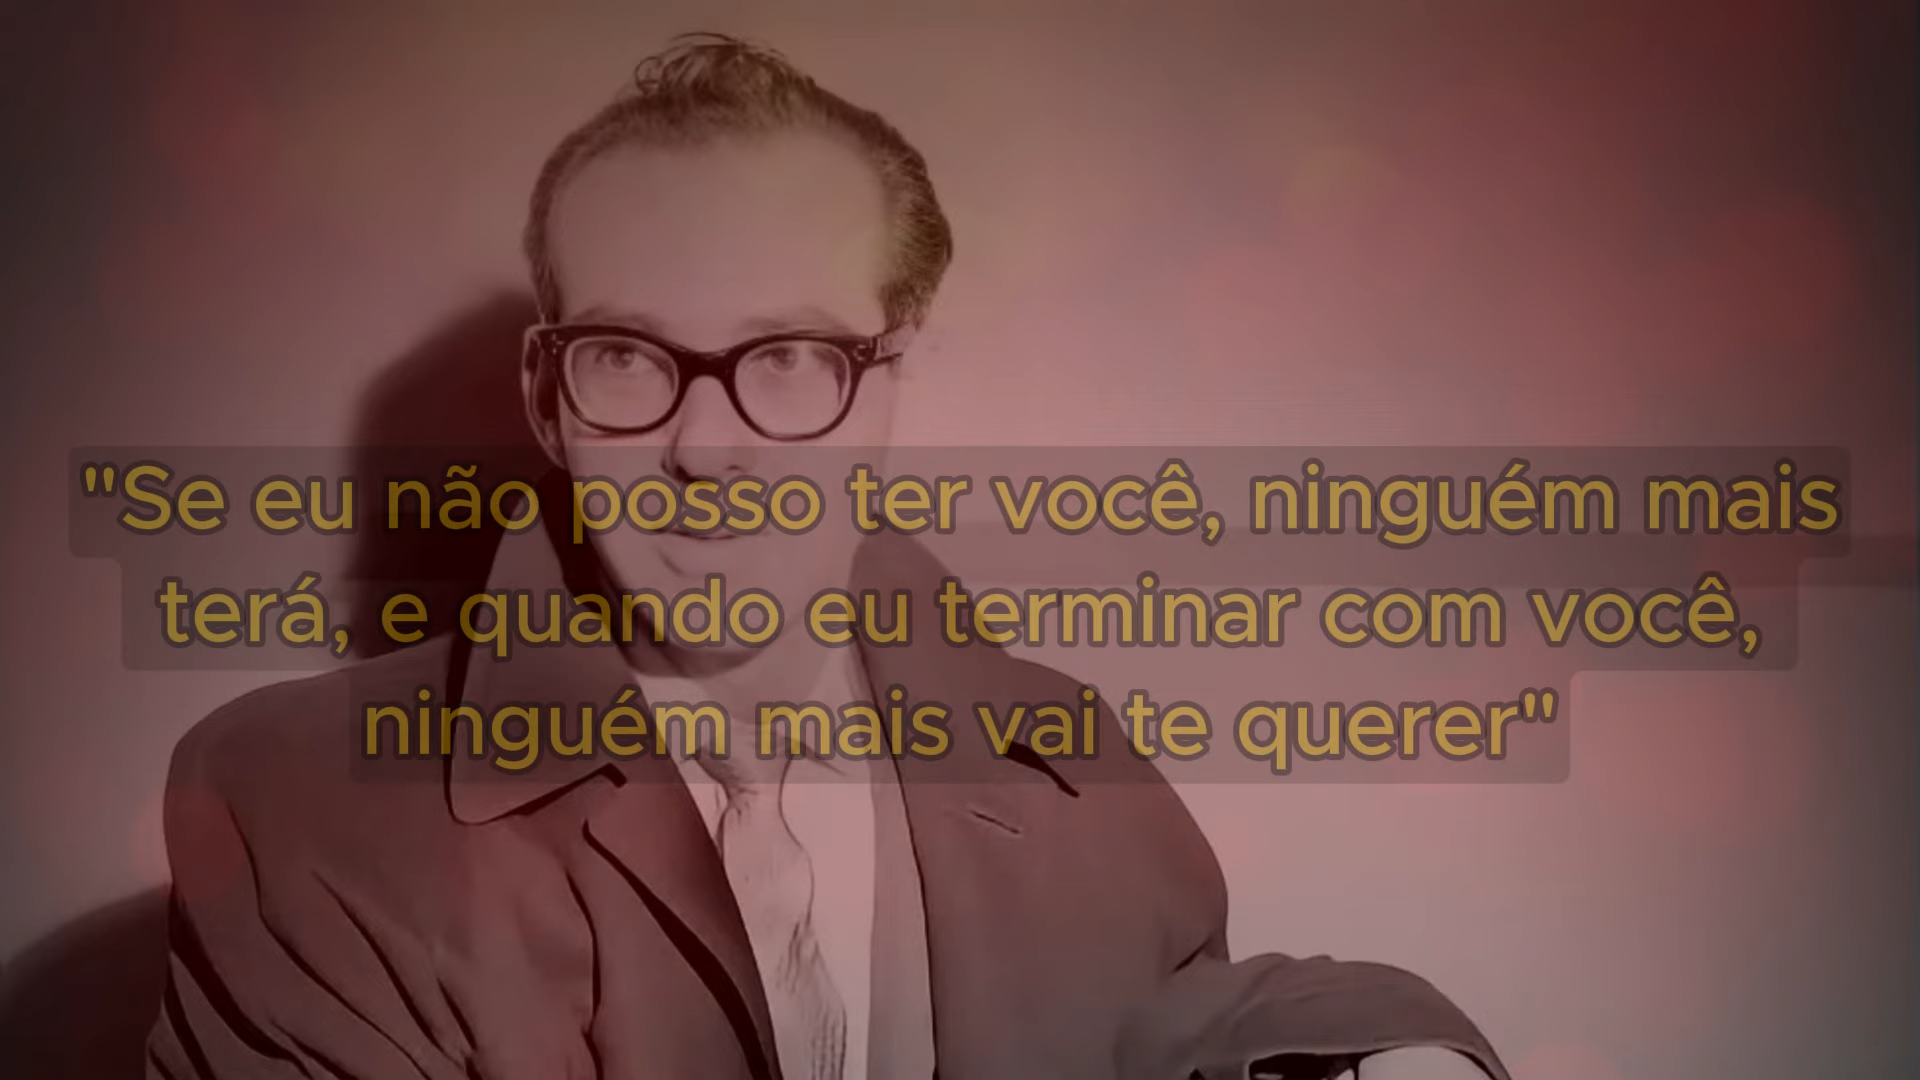 "Se eu não posso ter você, ninguém mais
terá, e quando eu terminar com você,
ninguém mais vai te querer"